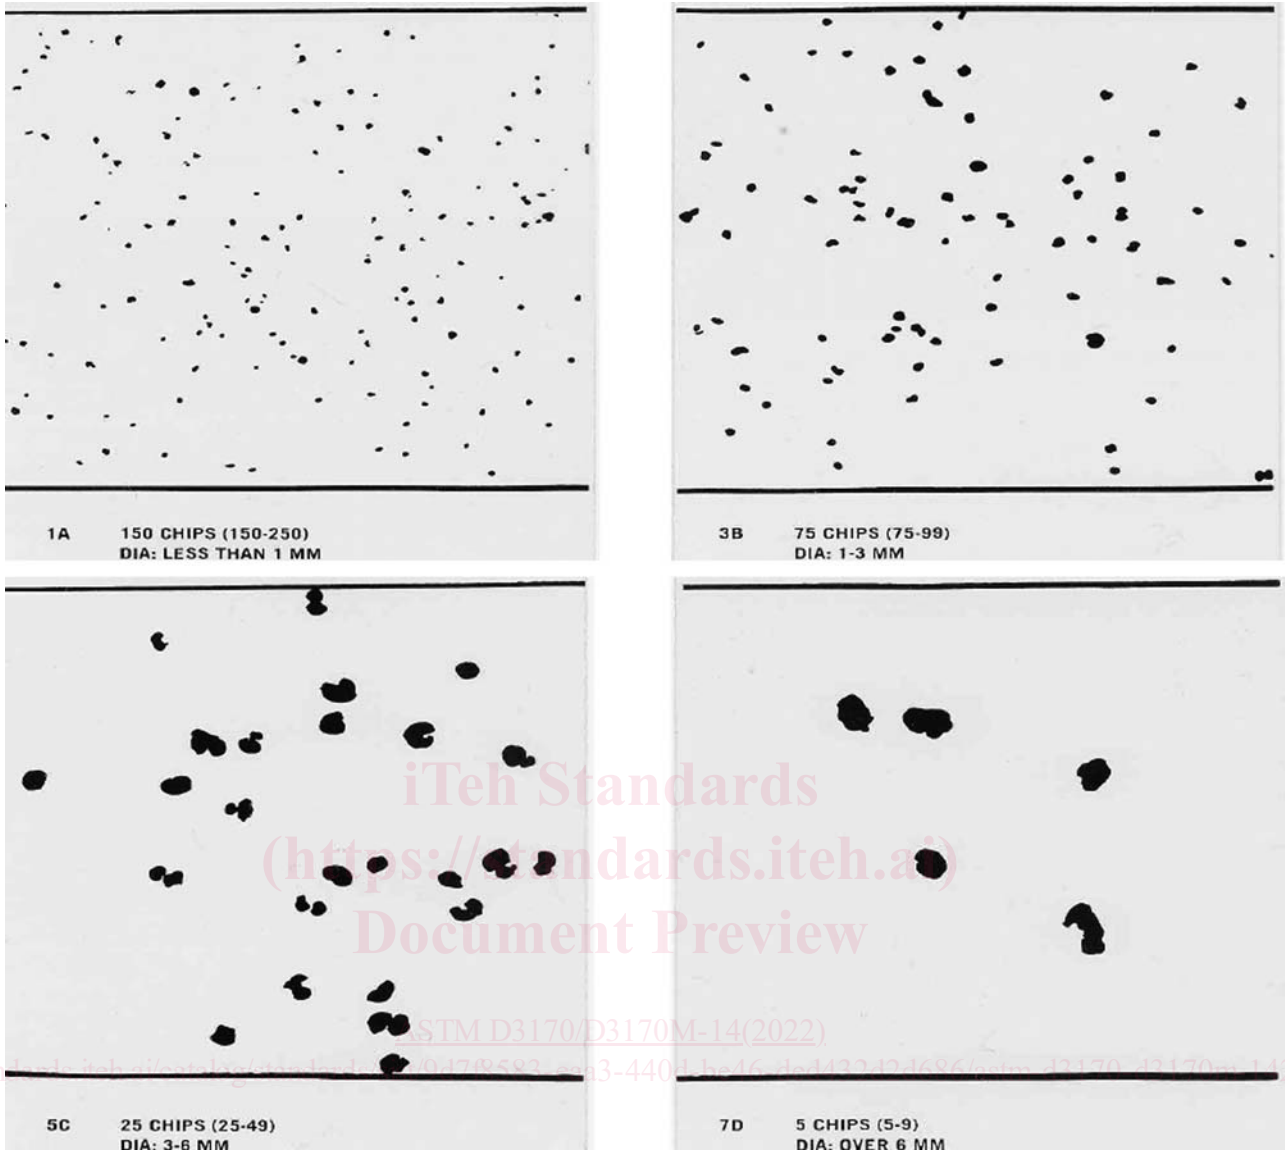 1A 150 CHIPS (150-250)
DIA: LESS THAN 1 MM
3B 75 CHIPS (75-99)
DIA: 1-3 MM
iTeh Standards
(https://standards.iteh.ai)
Document Preview
ASTM D3170/D3170M-14(2022)
5C 25 CHIPS (25-49)
DIA: 3-6 MM
7D 5 CHIPS (5-9)
DIA: OVER 6 MM